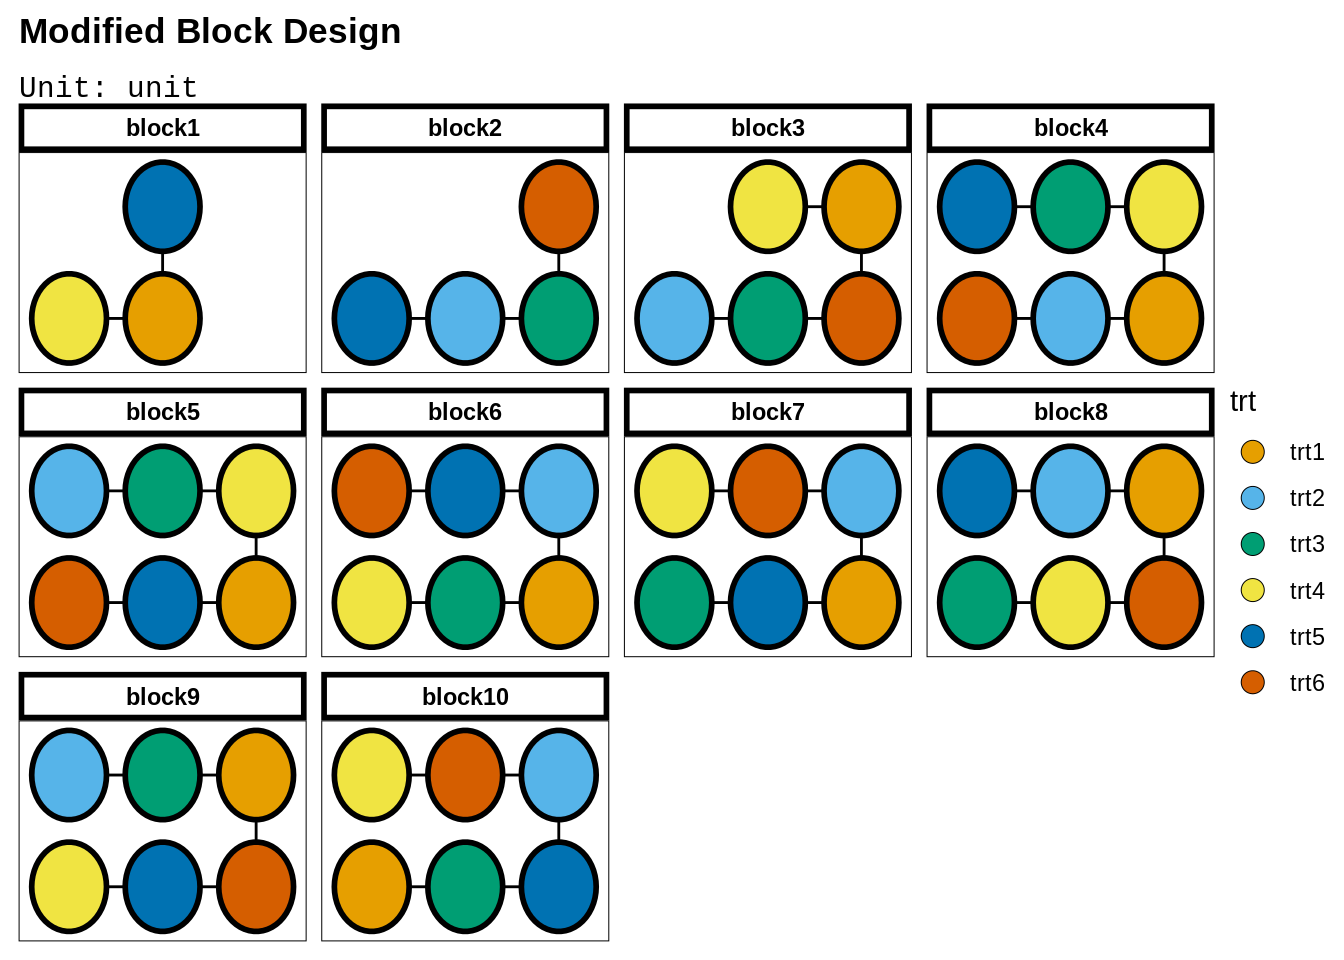 Modified Block Design
Unit: unit
block1
block2
block3
block4
block5
block6
block7
block8
block9
block10
trt
trt1
trt2
trt3
trt4
trt5
trt6